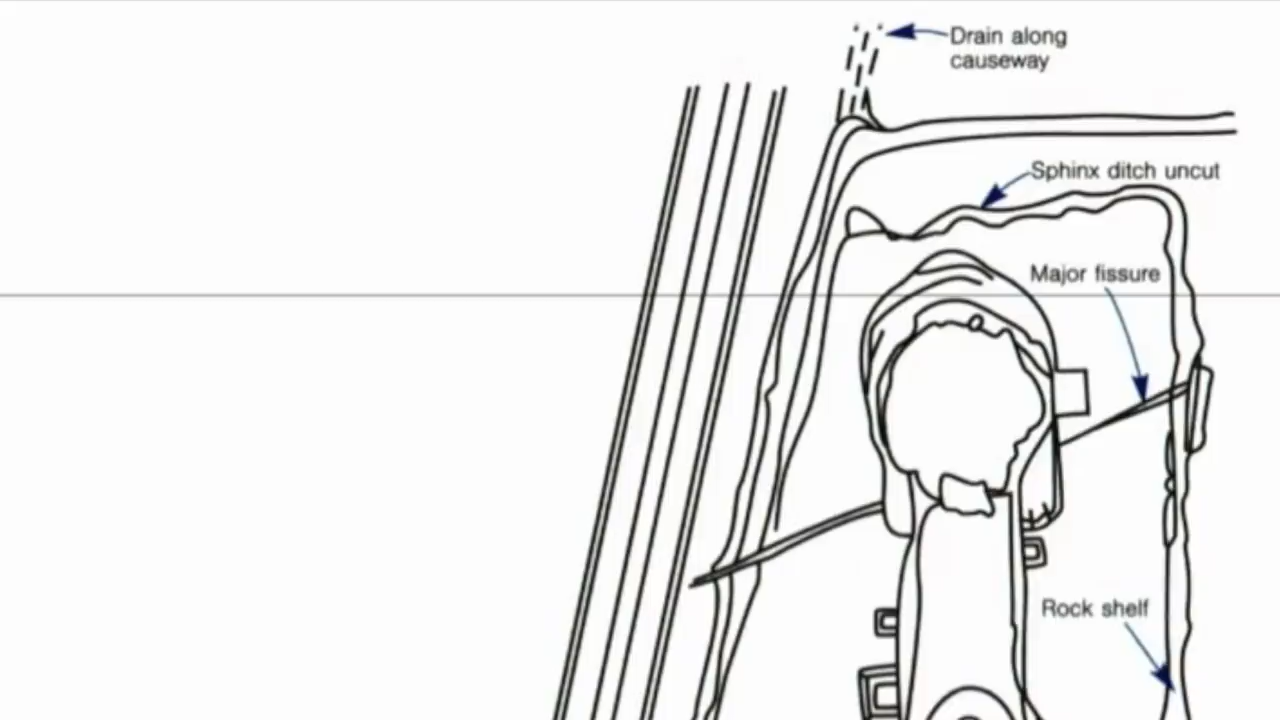 Drain along
causeway
Sphinx ditch uncut
Major fissure
Rock shelf